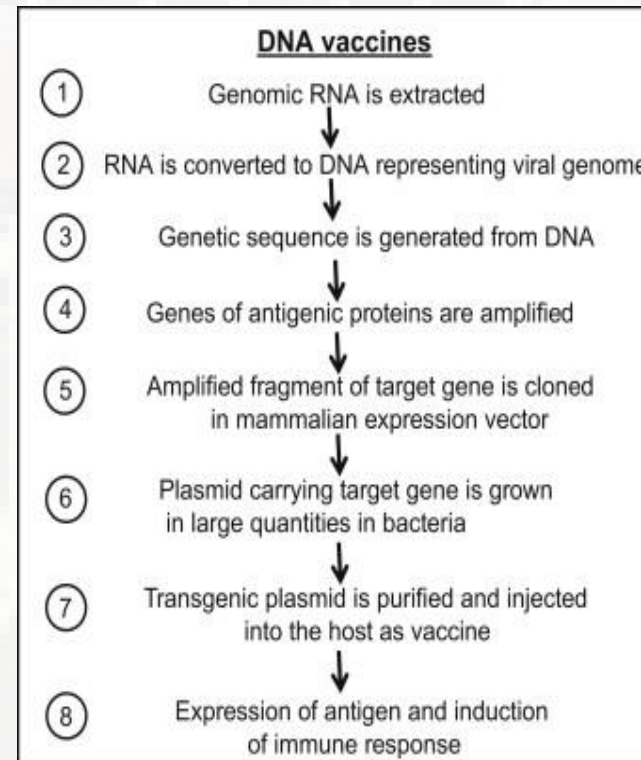 DNA vaccines
1 Genomic RNA is extracted
2 RNA is converted to DNA representing viral genome
3 Genetic sequence is generated from DNA
4 Genes of antigenic proteins are amplified
5 Amplified fragment of target gene is cloned
in mammalian expression vector
6 Plasmid carrying target gene is grown
in large quantities in bacteria
7 Transgenic plasmid is purified and injected
into the host as vaccine
8 Expression of antigen and induction
of immune response